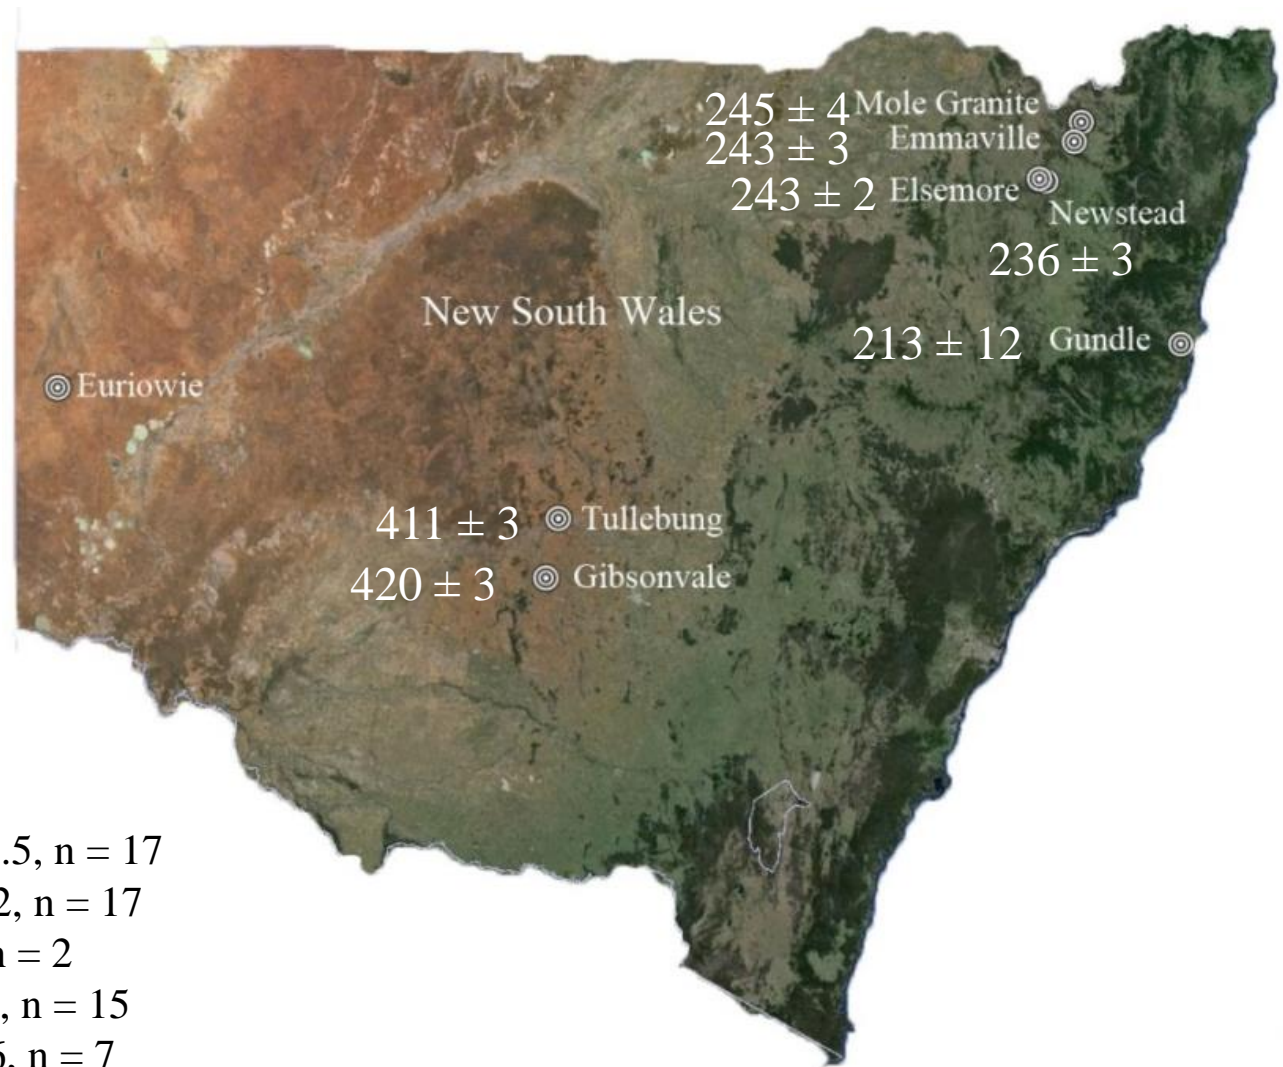 245 ± 4 Mole Granite
243 ± 3 Emmaville
243 ± 2 Elsemore
Newstead
236 ± 3
New South Wales
213 ± 12 Gundle
Euriowie
411 ± 3 Tullebung
420 ± 3 Gibsonvale
.5, n = 17
2, n = 17
n = 2
, n = 15
6, n = 7